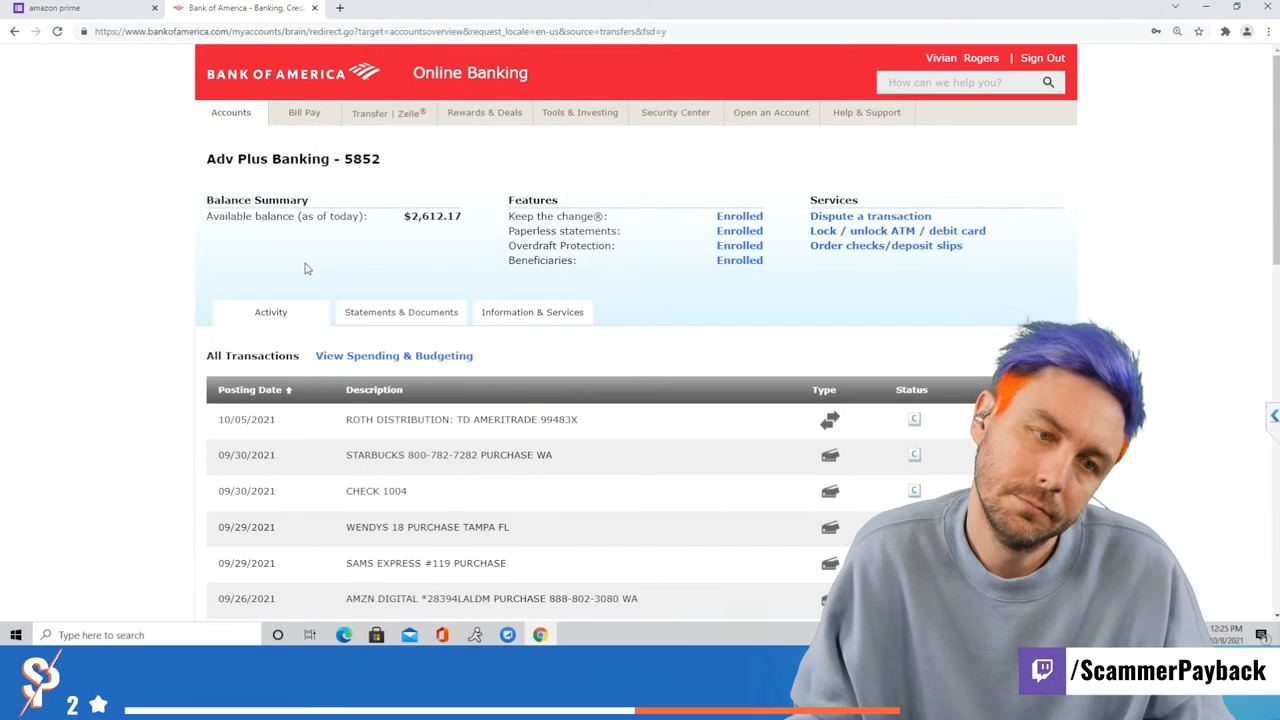 amazon prime
Bank of America - Banking, Cred
https://www.bankofamerica.com/myaccounts/brain/redirect.go?target=accountsoverview&request_locale=en-us&source=transfers&fsd=y
Vivian Rogers | Sign Out
BANK OF AMERICA
Online Banking
How can we help you?
Accounts
Bill Pay
Transfer | Zelle®
Rewards & Deals
Tools & Investing
Security Center
Open an Account
Help & Support
Adv Plus Banking - 5852
Balance Summary
Available balance (as of today): $2,612.17
Features
Keep the change®: Enrolled
Paperless statements: Enrolled
Overdraft Protection: Enrolled
Beneficiaries: Enrolled
Services
Dispute a transaction
Lock / unlock ATM / debit card
Order checks/deposit slips
Activity
Statements & Documents
Information & Services
All Transactions View Spending & Budgeting
Posting Date Description Type Status
10/05/2021 ROTH DISTRIBUTION: TD AMERITRADE 99483X C
09/30/2021 STARBUCKS 800-782-7282 PURCHASE WA C
09/30/2021 CHECK 1004 C
09/29/2021 WENDYS 18 PURCHASE TAMPA FL
09/29/2021 SAMS EXPRESS #119 PURCHASE
09/26/2021 AMZN DIGITAL *28394LALDM PURCHASE 888-802-3080 WA
Type here to search
12:25 PM
10/8/2021
SP
2
/ScammerPayback